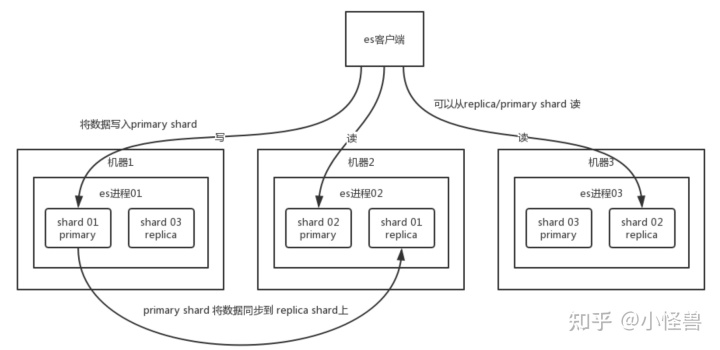 es客户端
将数据写入primary shard
可以从replica/primary shard 读
写
读
读
机器1
机器2
机器3
es进程01
es进程02
es进程03
shard 01
primary
shard 03
replica
shard 02
primary
shard 01
replica
shard 03
primary
shard 02
replica
primary shard 将数据同步到 replica shard上
知乎 @小怪兽